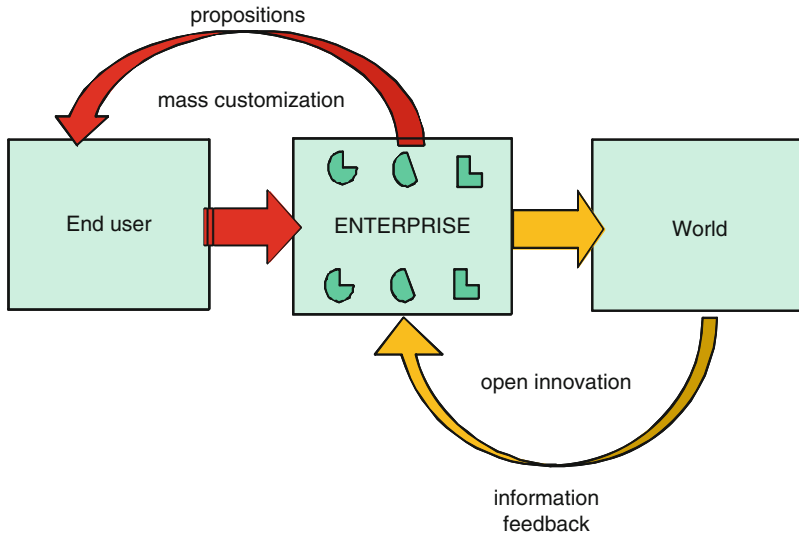 propositions
mass customization
End user
ENTERPRISE
World
open innovation
information
feedback